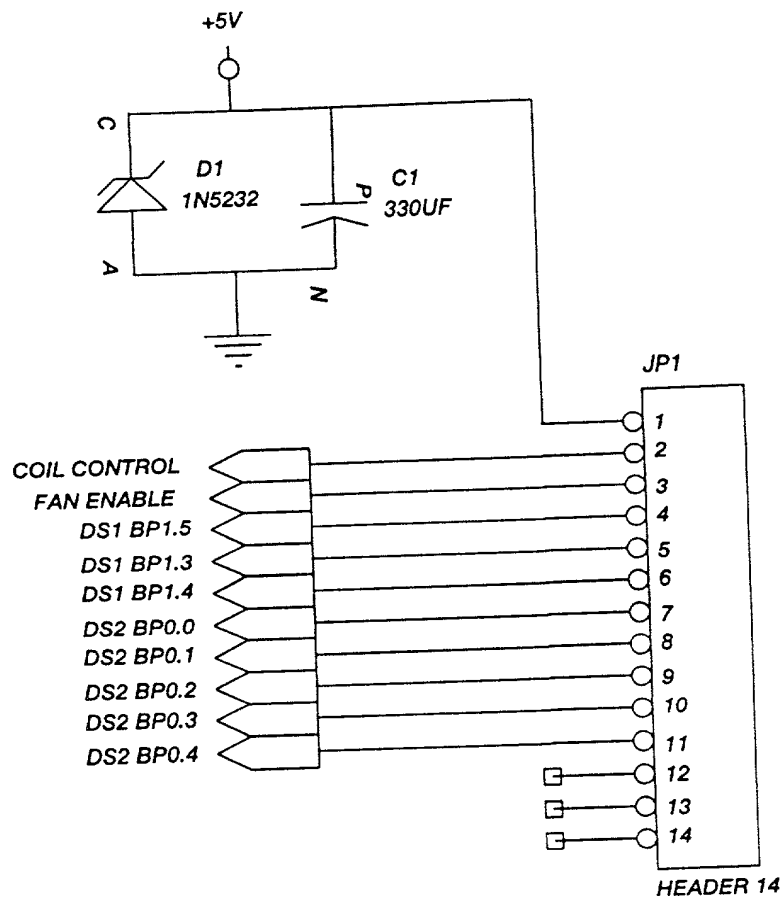 +5V
C
D1
1N5232
P
C1
330UF
A
N
JP1
1
COIL CONTROL
2
FAN ENABLE
3
DS1 BP1.5
4
DS1 BP1.3
5
DS1 BP1.4
6
DS2 BP0.0
7
DS2 BP0.1
8
DS2 BP0.2
9
DS2 BP0.3
10
DS2 BP0.4
11
12
13
14
HEADER 14